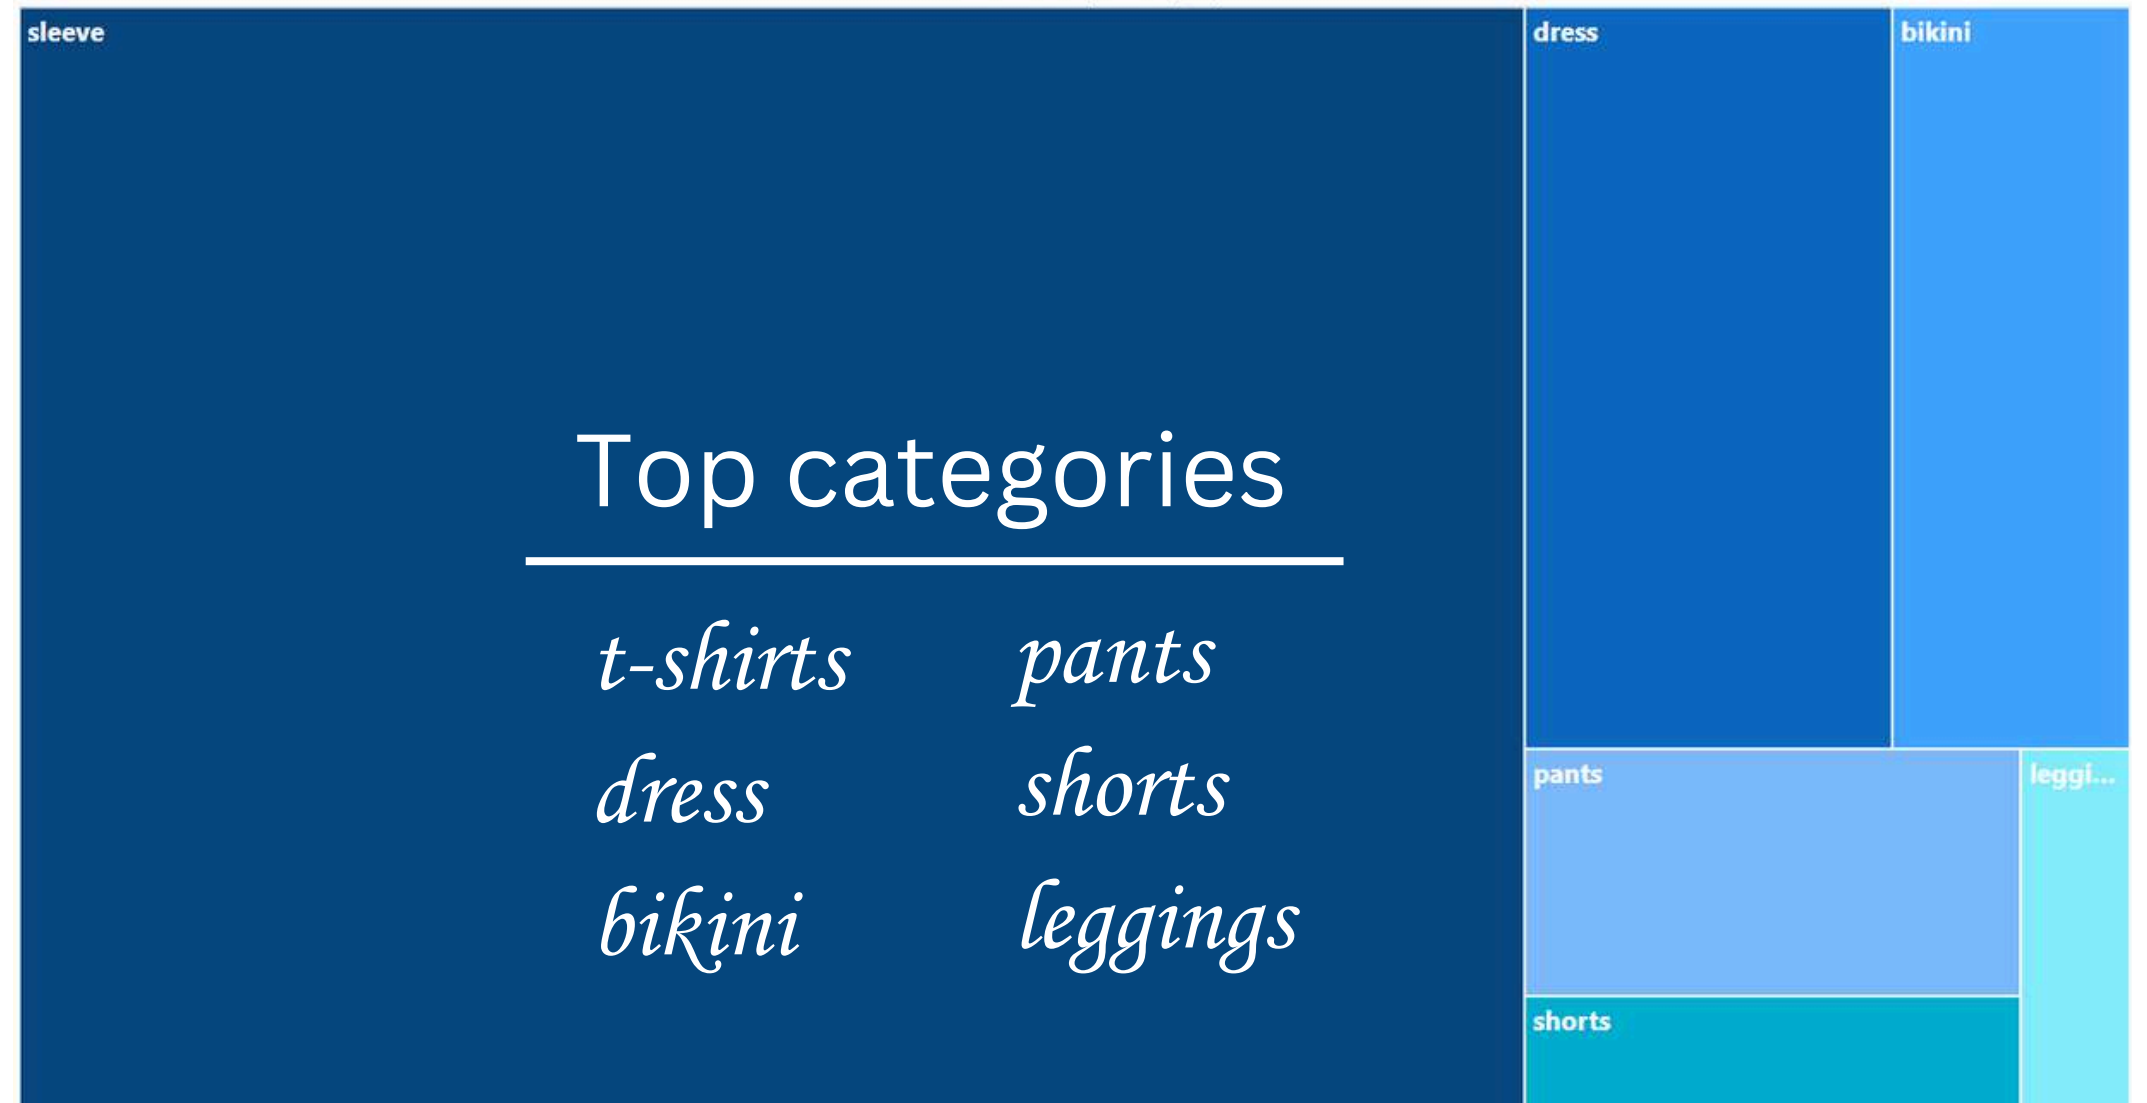 sleeve
dress
bikini
Top categories
t-shirts
pants
dress
shorts
bikini
leggings
pants
leggi...
shorts